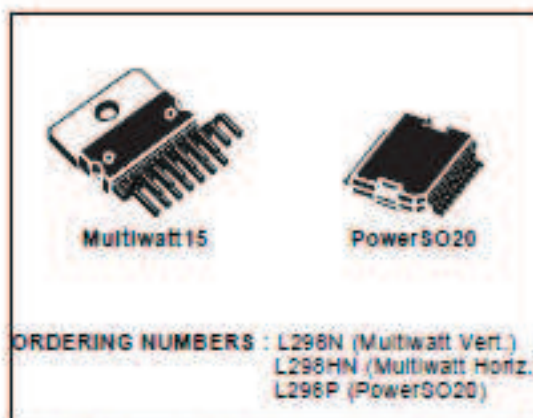 Multiwatt15 PowerSO20
ORDERING NUMBERS : L298N (Multiwatt Vert.)
L298HN (Multiwatt Horiz.
L298P (PowerSO20)